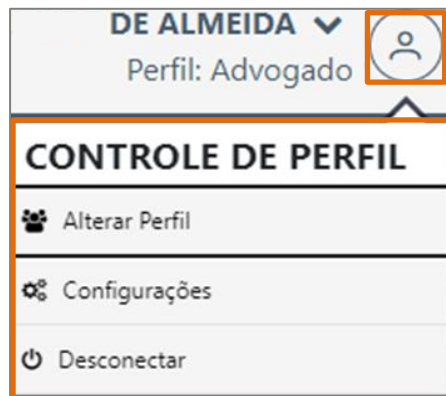 DE ALMEIDA
Perfil: Advogado
CONTROLE DE PERFIL
Alterar Perfil
Configurações
Desconectar